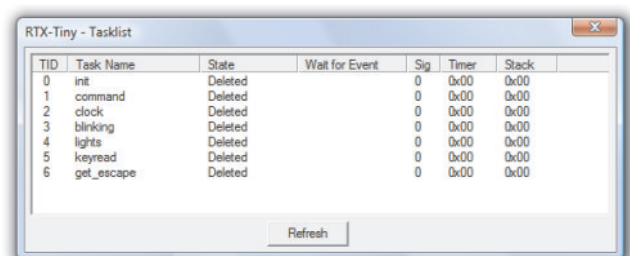 RTX-Tiny - Tasklist
TID Task Name State Wait for Event Sig Timer Stack
0 init Deleted 0 0x00 0x00
1 command Deleted 0 0x00 0x00
2 clock Deleted 0 0x00 0x00
3 blinking Deleted 0 0x00 0x00
4 lights Deleted 0 0x00 0x00
5 keyread Deleted 0 0x00 0x00
6 get_escape Deleted 0 0x00 0x00
Refresh